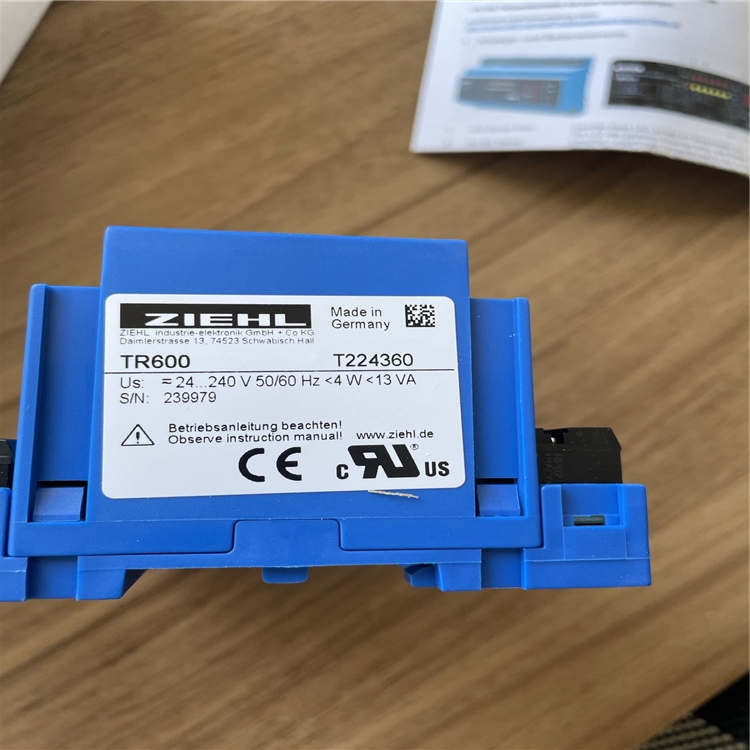 ZIEHL
ZIEHL industrie-elektronik GmbH + Co KG
Daimlerstrasse 13, 74523 Schwäbisch Hall
Made in
Germany
TR600 T224360
Us: ≂ 24...240 V 50/60 Hz <4 W <13 VA
S/N: 239979
Betriebsanleitung beachten!
Observe instruction manual! www.ziehl.de
CE
c RU US